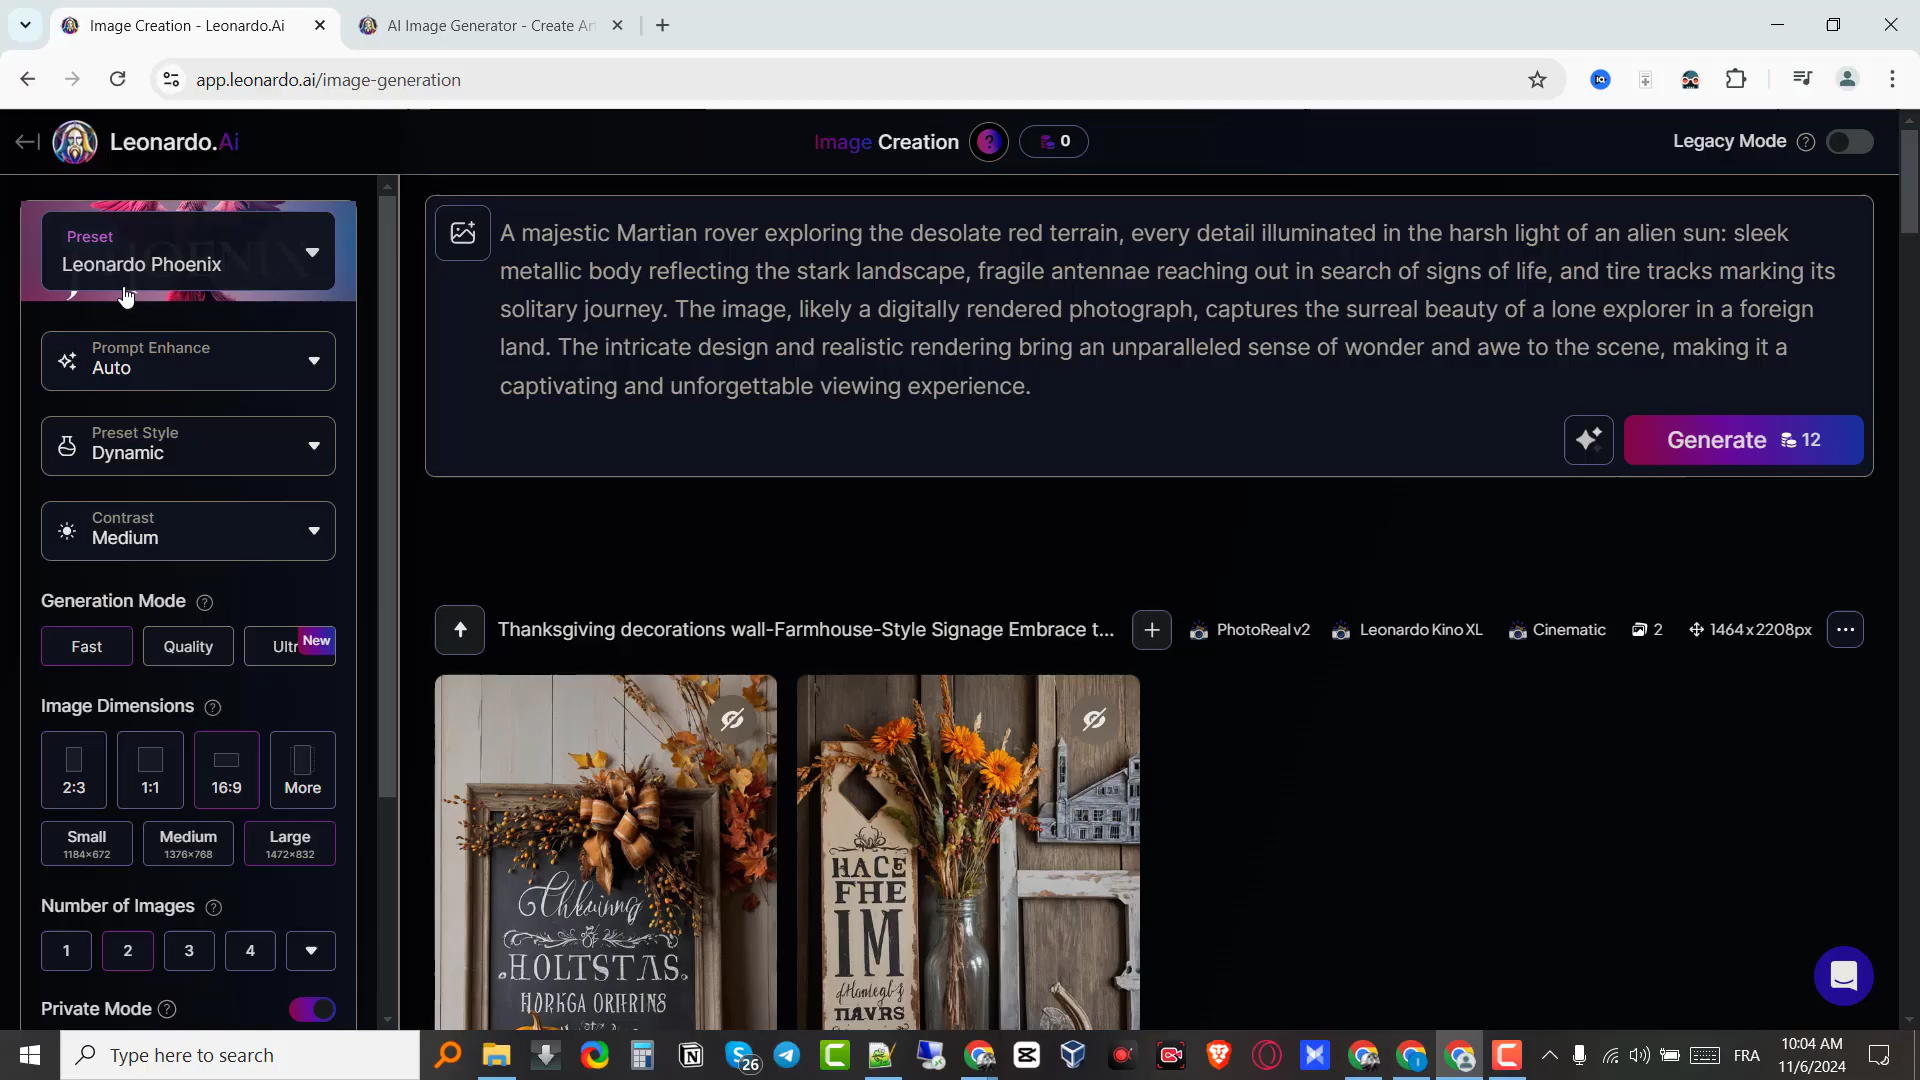 Image Creation - Leonardo.Ai
AI Image Generator - Create Ar
app.leonardo.ai/image-generation
Leonardo.Ai
Image Creation
0
Legacy Mode
Preset
Leonardo Phoenix
A majestic Martian rover exploring the desolate red terrain, every detail illuminated in the harsh light of an alien sun: sleek
metallic body reflecting the stark landscape, fragile antennae reaching out in search of signs of life, and tire tracks marking its
solitary journey. The image, likely a digitally rendered photograph, captures the surreal beauty of a lone explorer in a foreign
land. The intricate design and realistic rendering bring an unparalleled sense of wonder and awe to the scene, making it a
captivating and unforgettable viewing experience.
Generate 12
Prompt Enhance
Auto
Preset Style
Dynamic
Contrast
Medium
Generation Mode
Fast
Quality
Ultr
New
Image Dimensions
2:3
1:1
16:9
More
Small
1184×672
Medium
1376×768
Large
1472×832
Number of Images
1
2
3
4
Private Mode
Thanksgiving decorations wall-Farmhouse-Style Signage Embrace t...
PhotoReal v2
Leonardo Kino XL
Cinematic
2
1464 x 2208px
HOLTSTAS.
HACE
FHE
IM
Type here to search
26
FRA
10:04 AM
11/6/2024